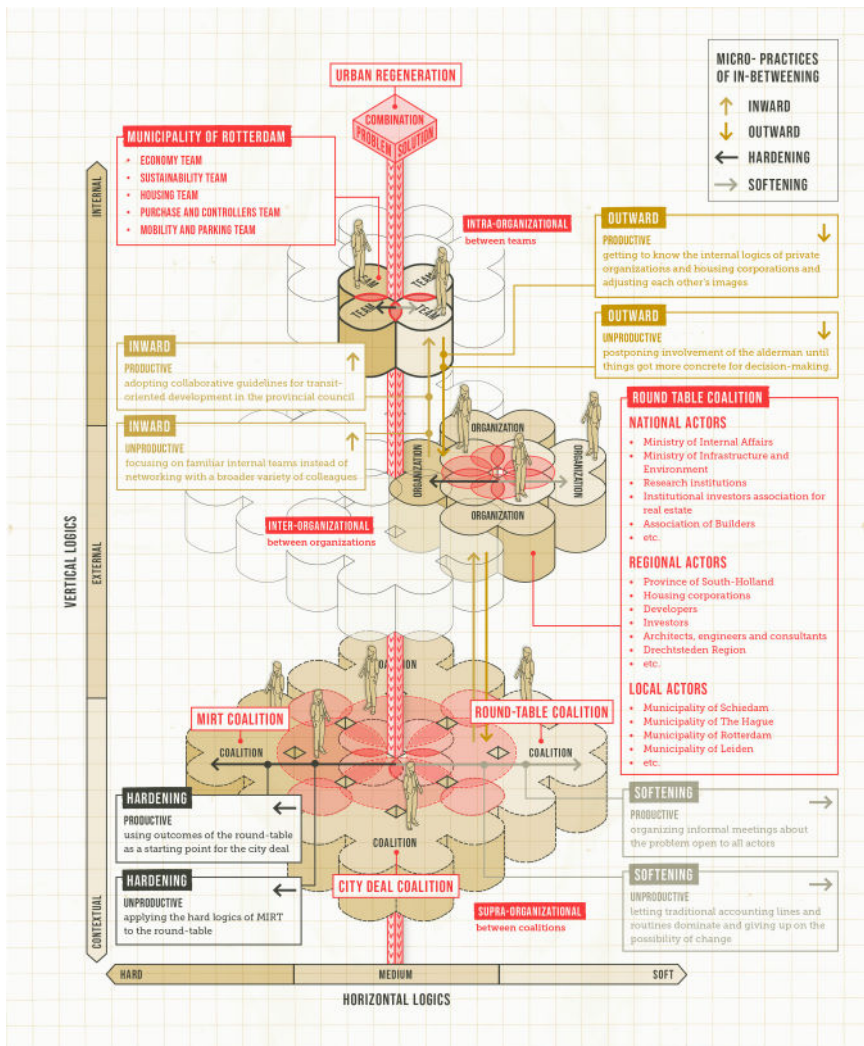 URBAN REGENERATION
COMBINATION
PROBLEM
SOLUTION
MICRO- PRACTICES
OF IN-BETWEENING
INWARD
OUTWARD
HARDENING
SOFTENING
MUNICIPALITY OF ROTTERDAM
• ECONOMY TEAM
• SUSTAINABILITY TEAM
• HOUSING TEAM
• PURCHASE AND CONTROLLERS TEAM
• MOBILITY AND PARKING TEAM
INTRA-ORGANIZATIONAL
between teams
TEAM
TEAM
TEAM
TEAM
OUTWARD
PRODUCTIVE
getting to know the internal logics of private
organizations and housing corporations and
adjusting each other's images
OUTWARD
UNPRODUCTIVE
postponing involvement of the alderman until
things got more concrete for decision-making.
INWARD
PRODUCTIVE
adopting collaborative guidelines for transit-
oriented development in the provincial council
INWARD
UNPRODUCTIVE
focusing on familiar internal teams instead of
networking with a broader variety of colleagues
ORGANIZATION
ORGANIZATION
ORGANIZATION
ORGANIZATION
INTER-ORGANIZATIONAL
between organizations
ROUND TABLE COALITION
NATIONAL ACTORS
• Ministry of Internal Affairs
• Ministry of Infrastructure and
Environment
• Research institutions
• Institutional investors association for
real estate
• Association of Builders
• etc.
REGIONAL ACTORS
• Province of South-Holland
• Housing corporations
• Developers
• Investors
• Architects, engineers and consultants
• Drechtsteden Region
• etc.
LOCAL ACTORS
• Municipality of Schiedam
• Municipality of The Hague
• Municipality of Rotterdam
• Municipality of Leiden
• etc.
COALITION
MIRT COALITION
ROUND-TABLE COALITION
COALITION
COALITION
COALITION
CITY DEAL COALITION
HARDENING
PRODUCTIVE
using outcomes of the round-table
as a starting point for the city deal
HARDENING
UNPRODUCTIVE
applying the hard logics of MIRT
to the round-table
SOFTENING
PRODUCTIVE
organizing informal meetings about
the problem open to all actors
SOFTENING
UNPRODUCTIVE
letting traditional accounting lines and
routines dominate and giving up on the
possibility of change
SUPRA-ORGANIZATIONAL
between coalitions
VERTICAL LOGICS
INTERNAL
EXTERNAL
CONTEXTUAL
HARD
MEDIUM
SOFT
HORIZONTAL LOGICS